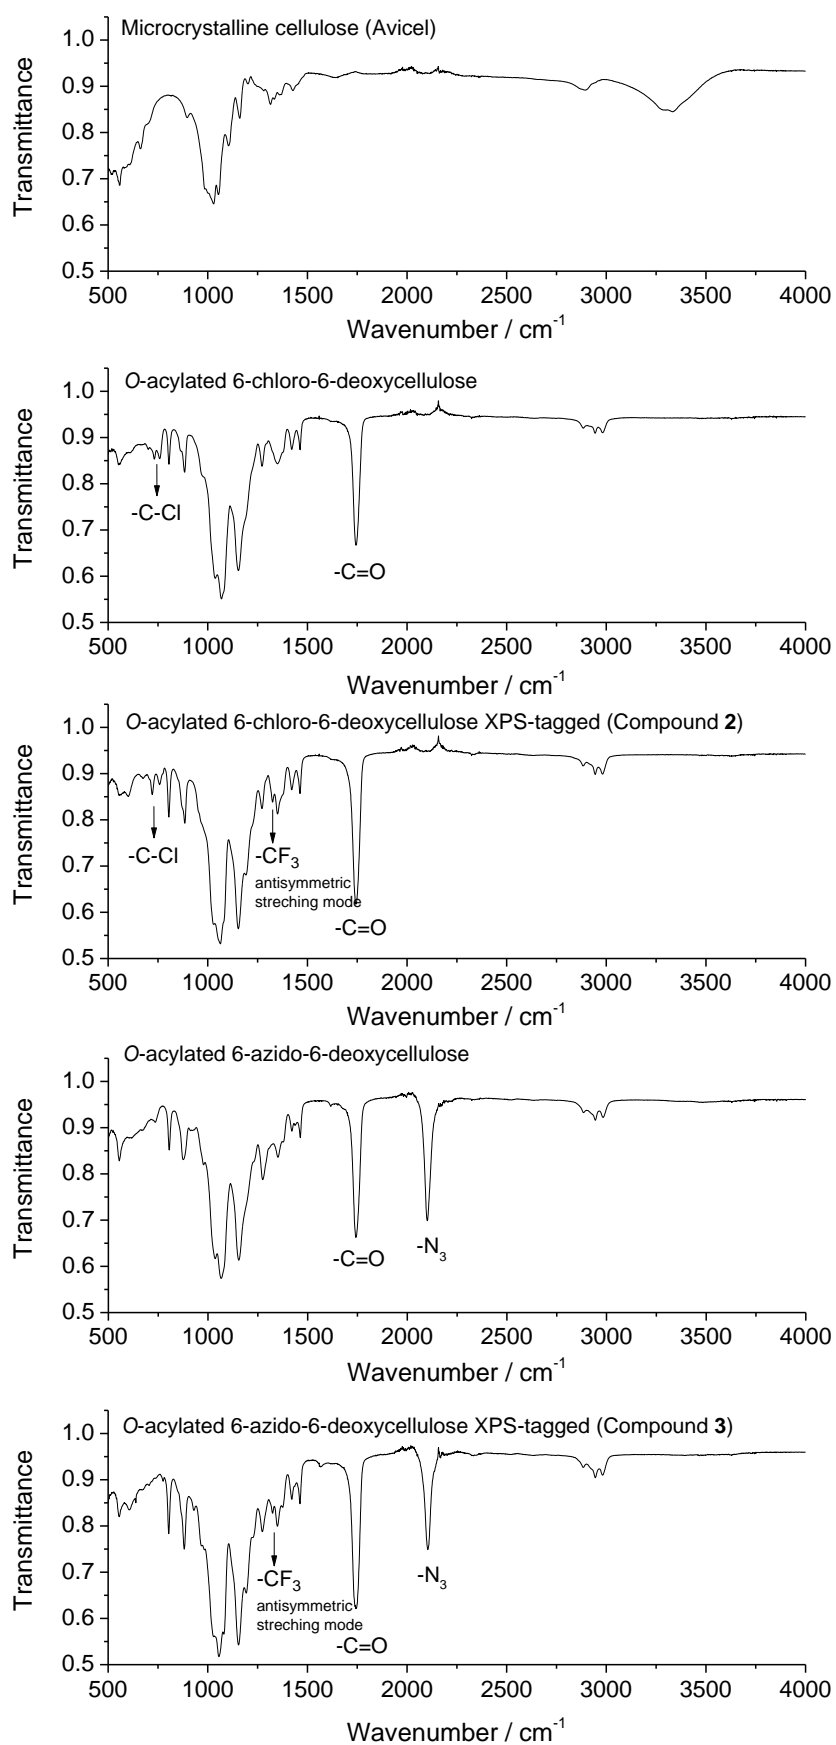 Microcrystalline cellulose (Avicel)
Transmittance
1.0
0.9
0.8
0.7
0.6
0.5
500 1000 1500 2000 2500 3000 3500 4000
Wavenumber / cm-1
O-acylated 6-chloro-6-deoxycellulose
Transmittance
1.0
0.9
0.8
0.7
0.6
0.5
-C-Cl
-C=O
500 1000 1500 2000 2500 3000 3500 4000
Wavenumber / cm-1
O-acylated 6-chloro-6-deoxycellulose XPS-tagged (Compound 2)
Transmittance
1.0
0.9
0.8
0.7
0.6
0.5
-C-Cl
-CF3
antisymmetric
streching mode
-C=O
500 1000 1500 2000 2500 3000 3500 4000
Wavenumber / cm-1
O-acylated 6-azido-6-deoxycellulose
Transmittance
1.0
0.9
0.8
0.7
0.6
0.5
-C=O
-N3
500 1000 1500 2000 2500 3000 3500 4000
Wavenumber / cm-1
O-acylated 6-azido-6-deoxycellulose XPS-tagged (Compound 3)
Transmittance
1.0
0.9
0.8
0.7
0.6
0.5
-CF3
antisymmetric
streching mode
-C=O
-N3
500 1000 1500 2000 2500 3000 3500 4000
Wavenumber / cm-1